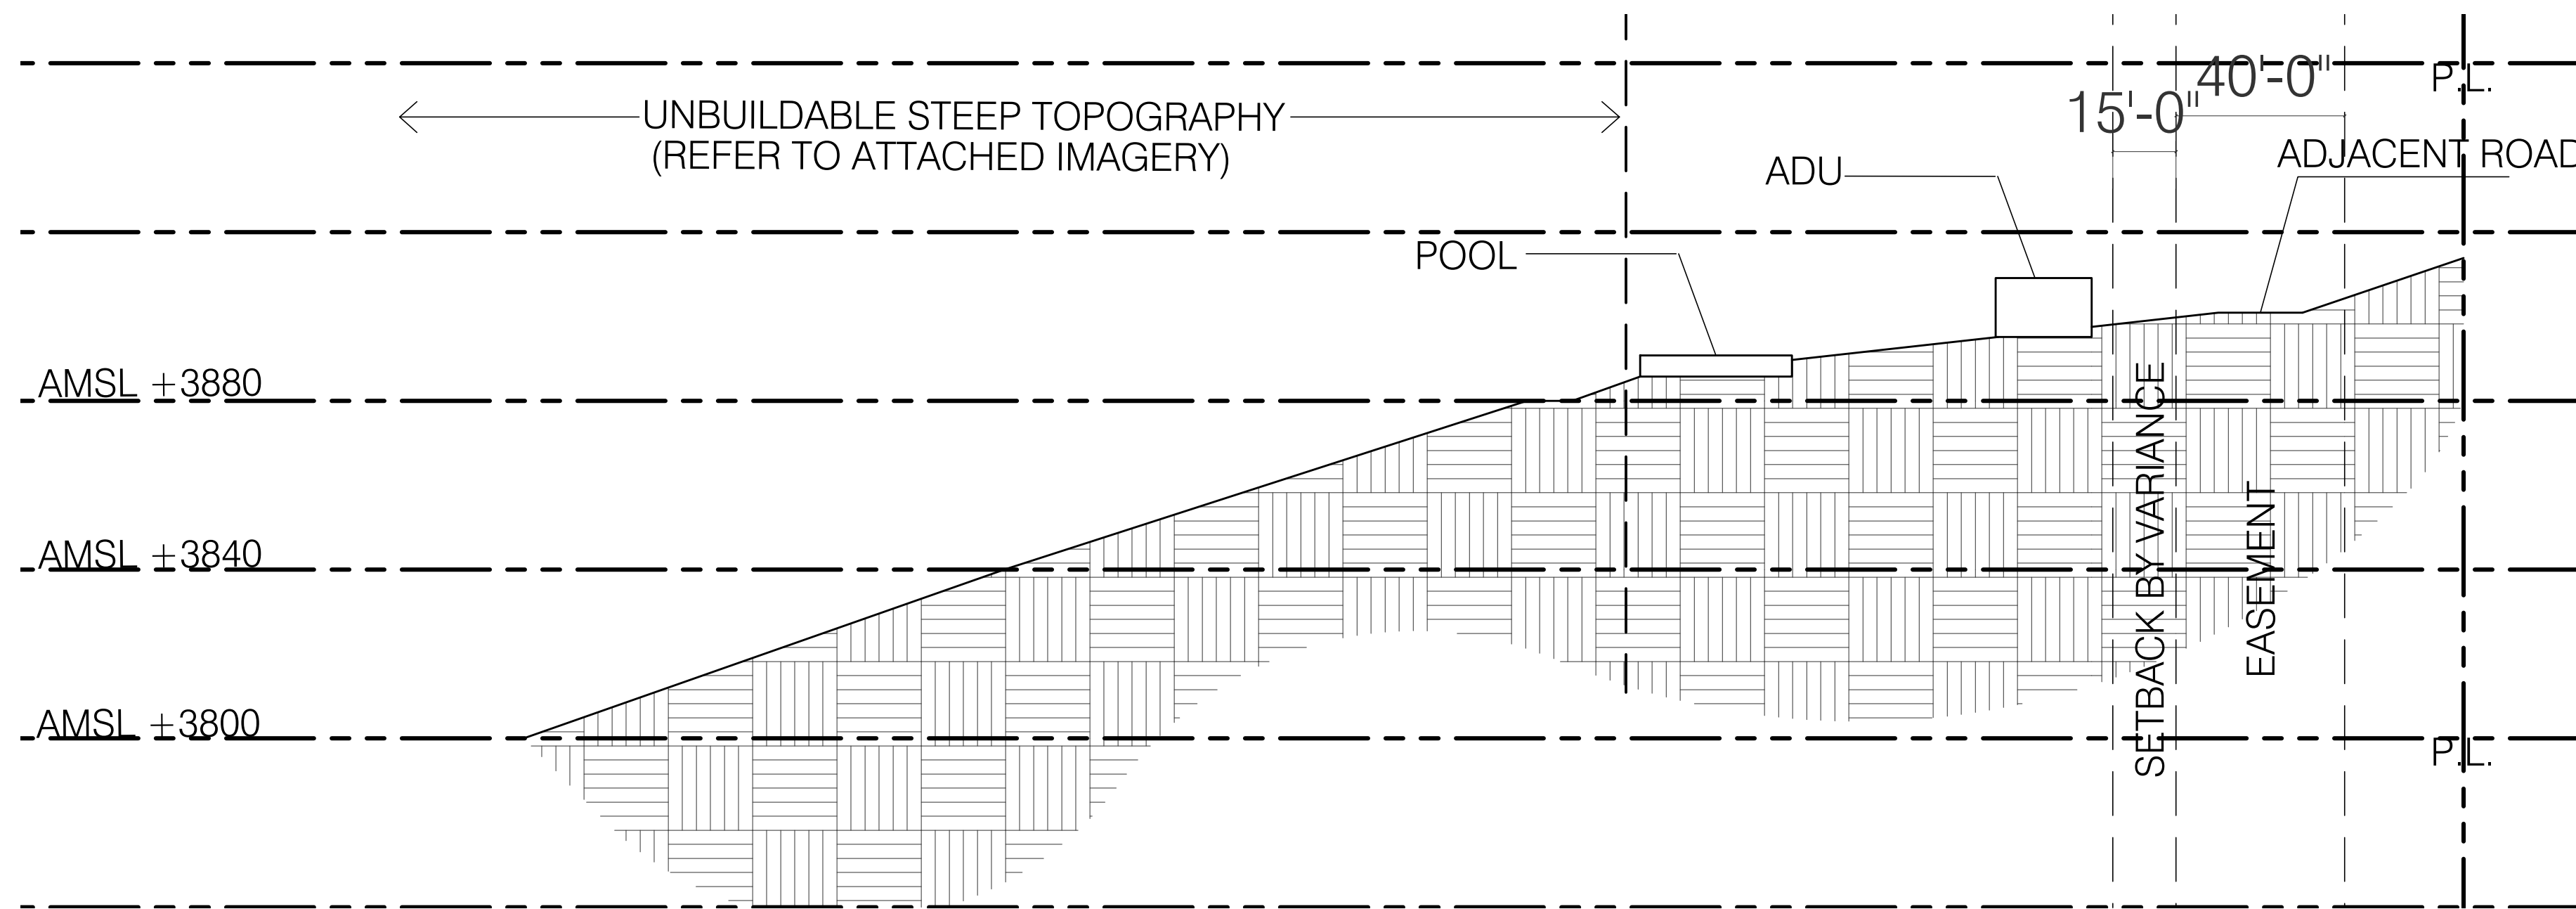 P.L.
40'-0"
15'-0"
UNBUILDABLE STEEP TOPOGRAPHY
(REFER TO ATTACHED IMAGERY)
ADJACENT ROAD
ADU
POOL
AMSL +3880
AMSL +3840
AMSL +3800
SETBACK BY VARIANCE
EASEMENT
P.L.